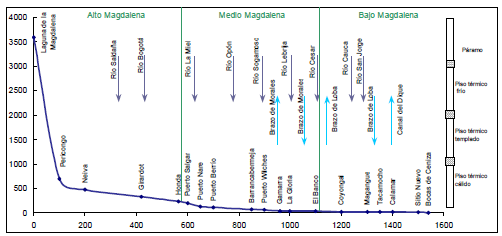 Alto Magdalena
Medio Magdalena
Bajo Magdalena
4000
3500
3000
2500
2000
1500
1000
500
0
Laguna de la
Magdalena
Río Saldaña
Río Bogotá
Río La Miel
Río Opón
Río Sogamoso
Brazo de Morales
Río Lebrija
Brazo de Morales
Río Cesar
Brazo de Loba
Río Cauca
Río San Jorge
Brazo de Loba
Canal del Dique
Pericongo
Neiva
Girardot
Honda
Puerto Salgar
Puerto Nare
Puerto Berrío
Barrancabermeja
Puerto Wilches
Gamarra
La Gloria
El Banco
Coyongal
Magangué
Tacamocho
Calamar
Sitio Nuevo
Bocas de Ceniza
Páramo
Piso térmico
frío
Piso térmico
templado
Piso térmico
cálido
0
200
400
600
800
1000
1200
1400
1600